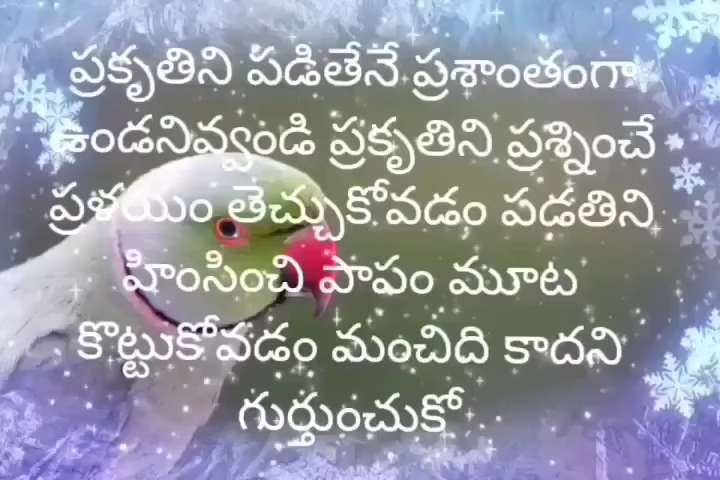 ప్రకృతిని పడితేనే ప్రశాంతంగా
ఉండనివ్వండి ప్రకృతిని ప్రశ్నించే
ప్రళయం తెచ్చుకోవడం పడతిని
హింసించి పాపం మూట
కొట్టుకోవడం మంచిది కాదని
గుర్తుంచుకో